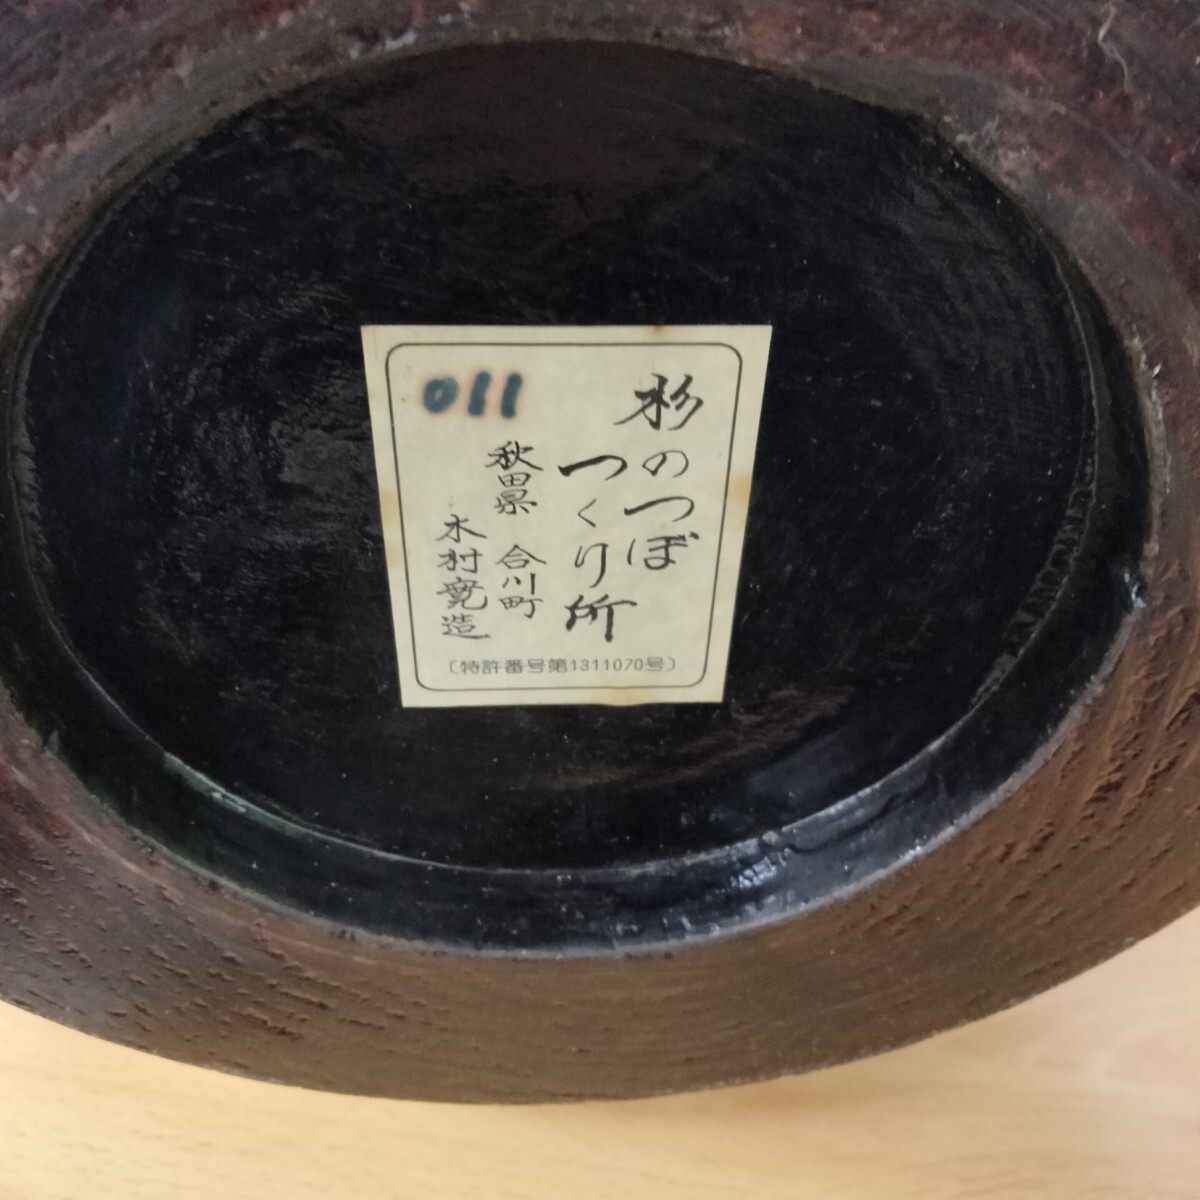 杉のつぼ
つくり所
秋田県 合川町
木村寛造
011
〔特許番号第1311070号〕